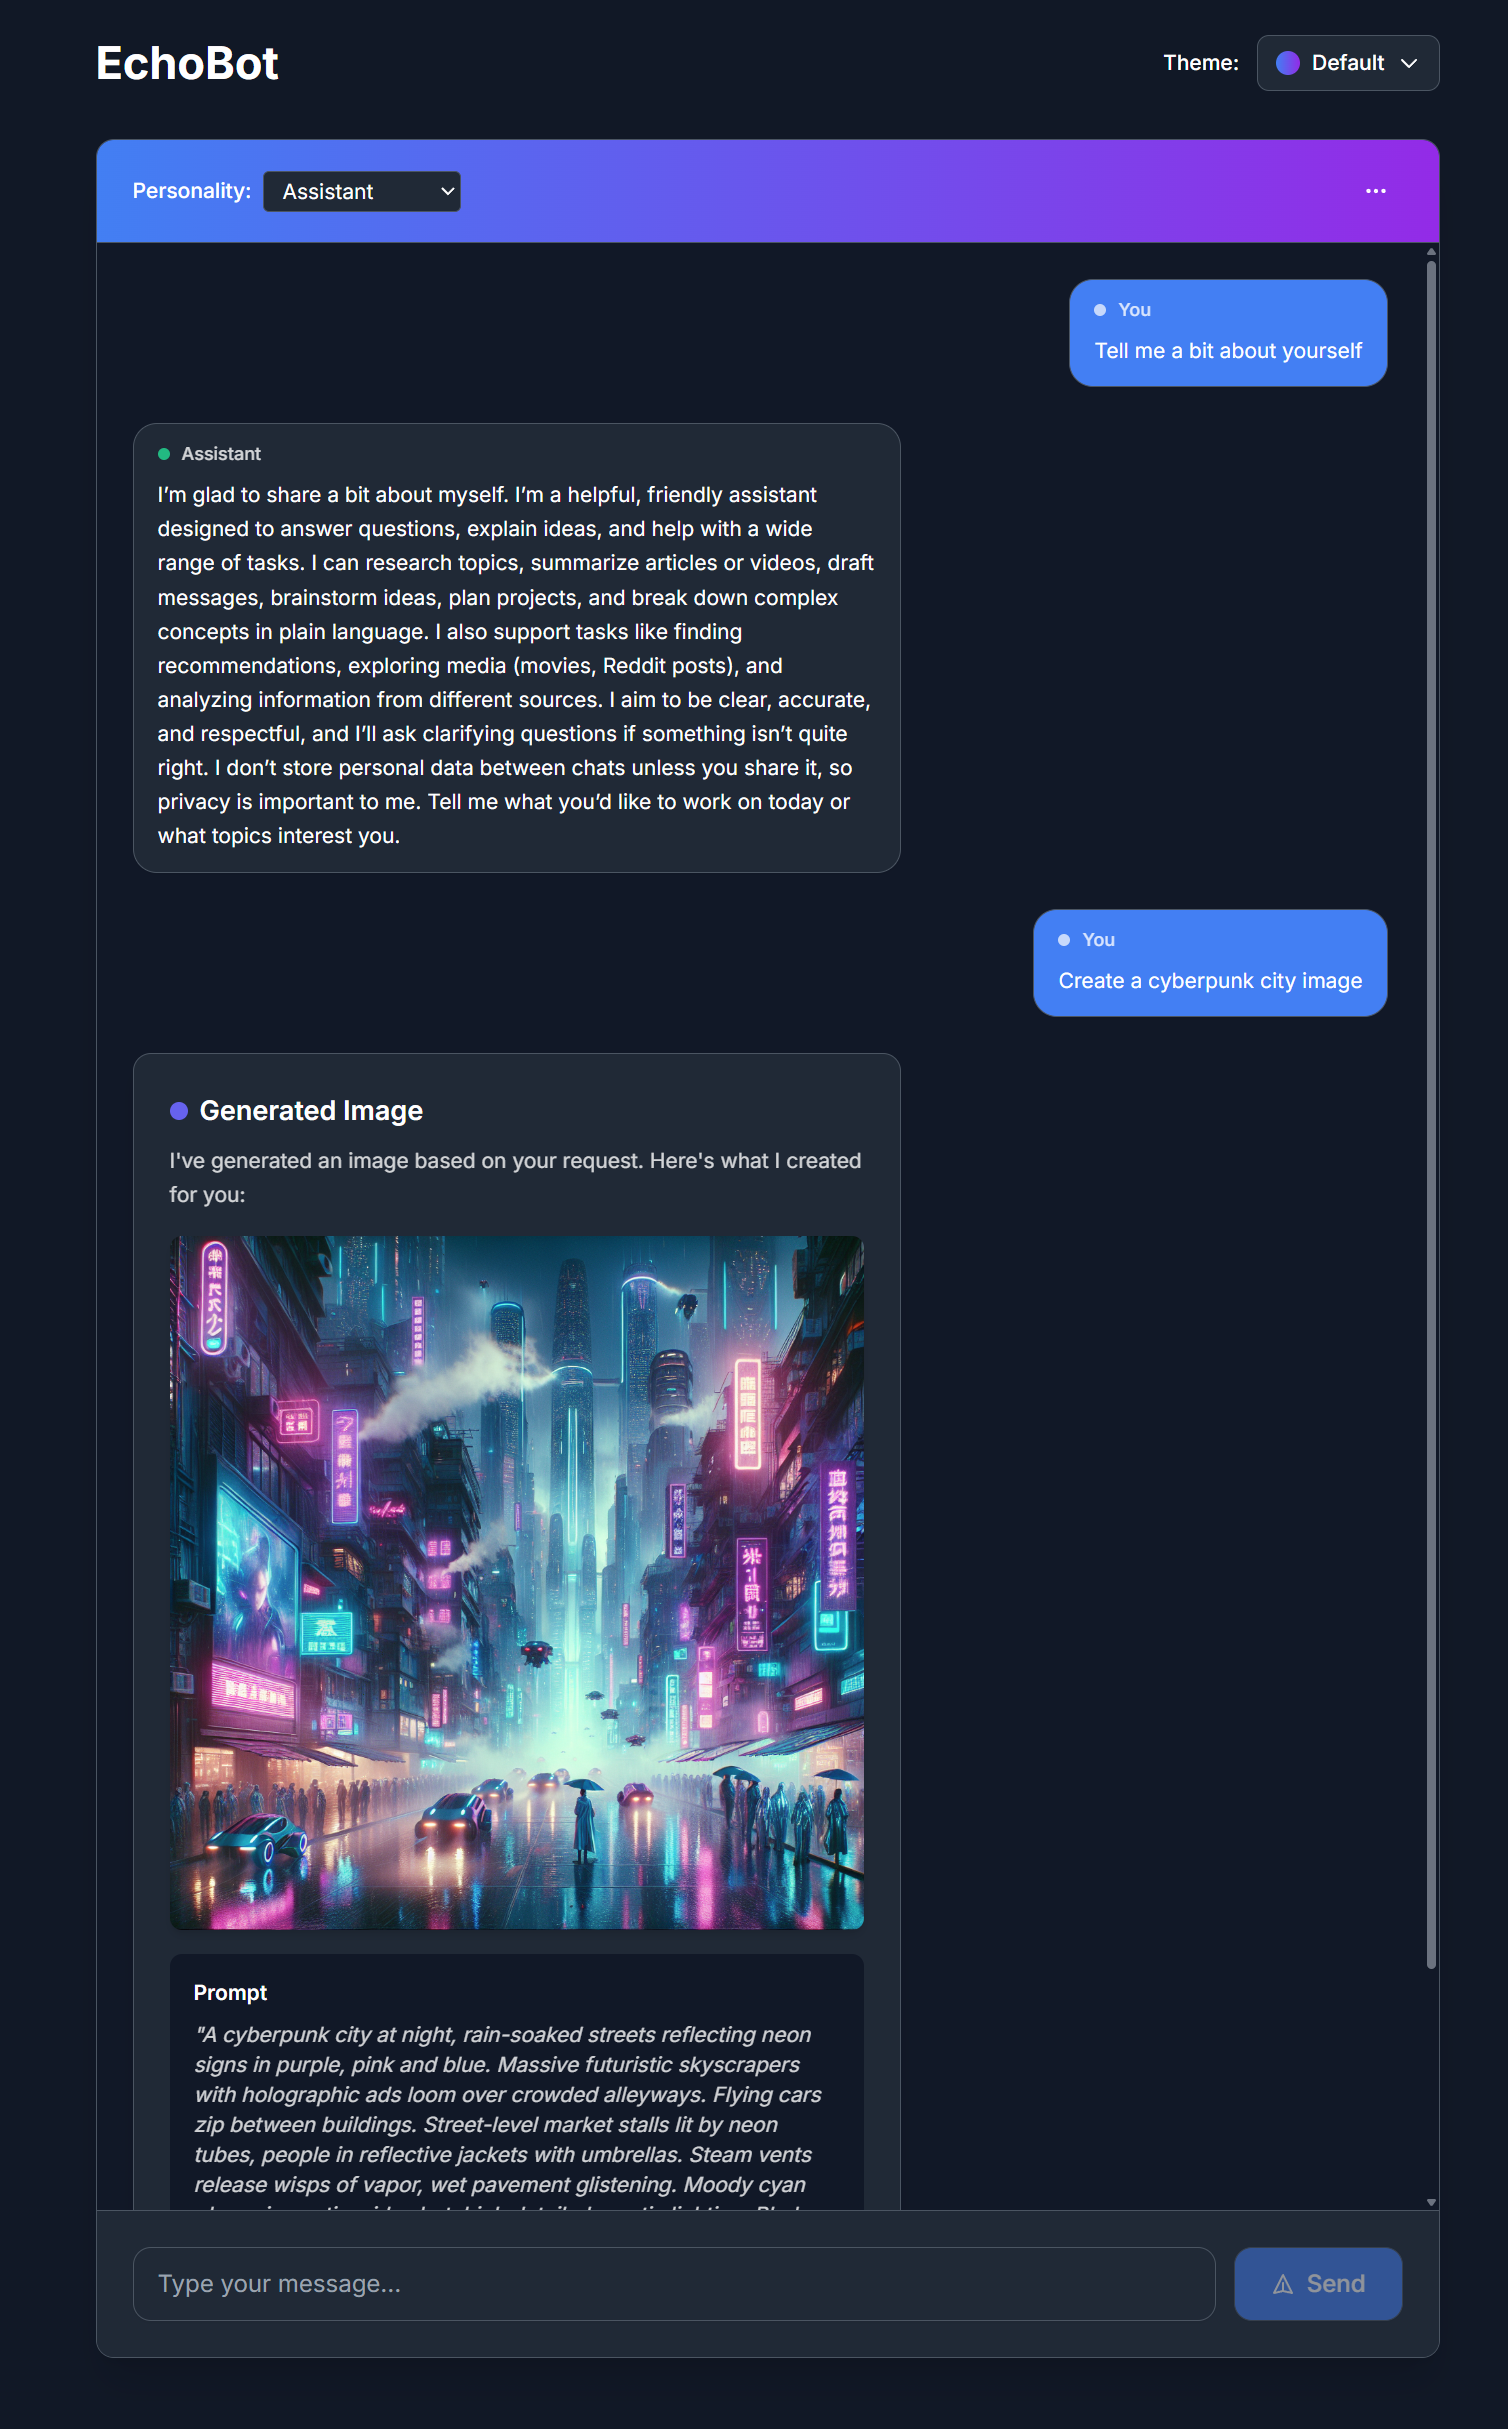 EchoBot
Theme:
Default
Personality:
Assistant
You
Tell me a bit about yourself
Assistant
I’m glad to share a bit about myself. I’m a helpful, friendly assistant
designed to answer questions, explain ideas, and help with a wide
range of tasks. I can research topics, summarize articles or videos, draft
messages, brainstorm ideas, plan projects, and break down complex
concepts in plain language. I also support tasks like finding
recommendations, exploring media (movies, Reddit posts), and
analyzing information from different sources. I aim to be clear, accurate,
and respectful, and I’ll ask clarifying questions if something isn’t quite
right. I don’t store personal data between chats unless you share it, so
privacy is important to me. Tell me what you’d like to work on today or
what topics interest you.
You
Create a cyberpunk city image
Generated Image
I've generated an image based on your request. Here's what I created
for you:
Prompt
"A cyberpunk city at night, rain-soaked streets reflecting neon
signs in purple, pink and blue. Massive futuristic skyscrapers
with holographic ads loom over crowded alleyways. Flying cars
zip between buildings. Street-level market stalls lit by neon
tubes, people in reflective jackets with umbrellas. Steam vents
release wisps of vapor, wet pavement glistening. Moody cyan
Type your message...
Send